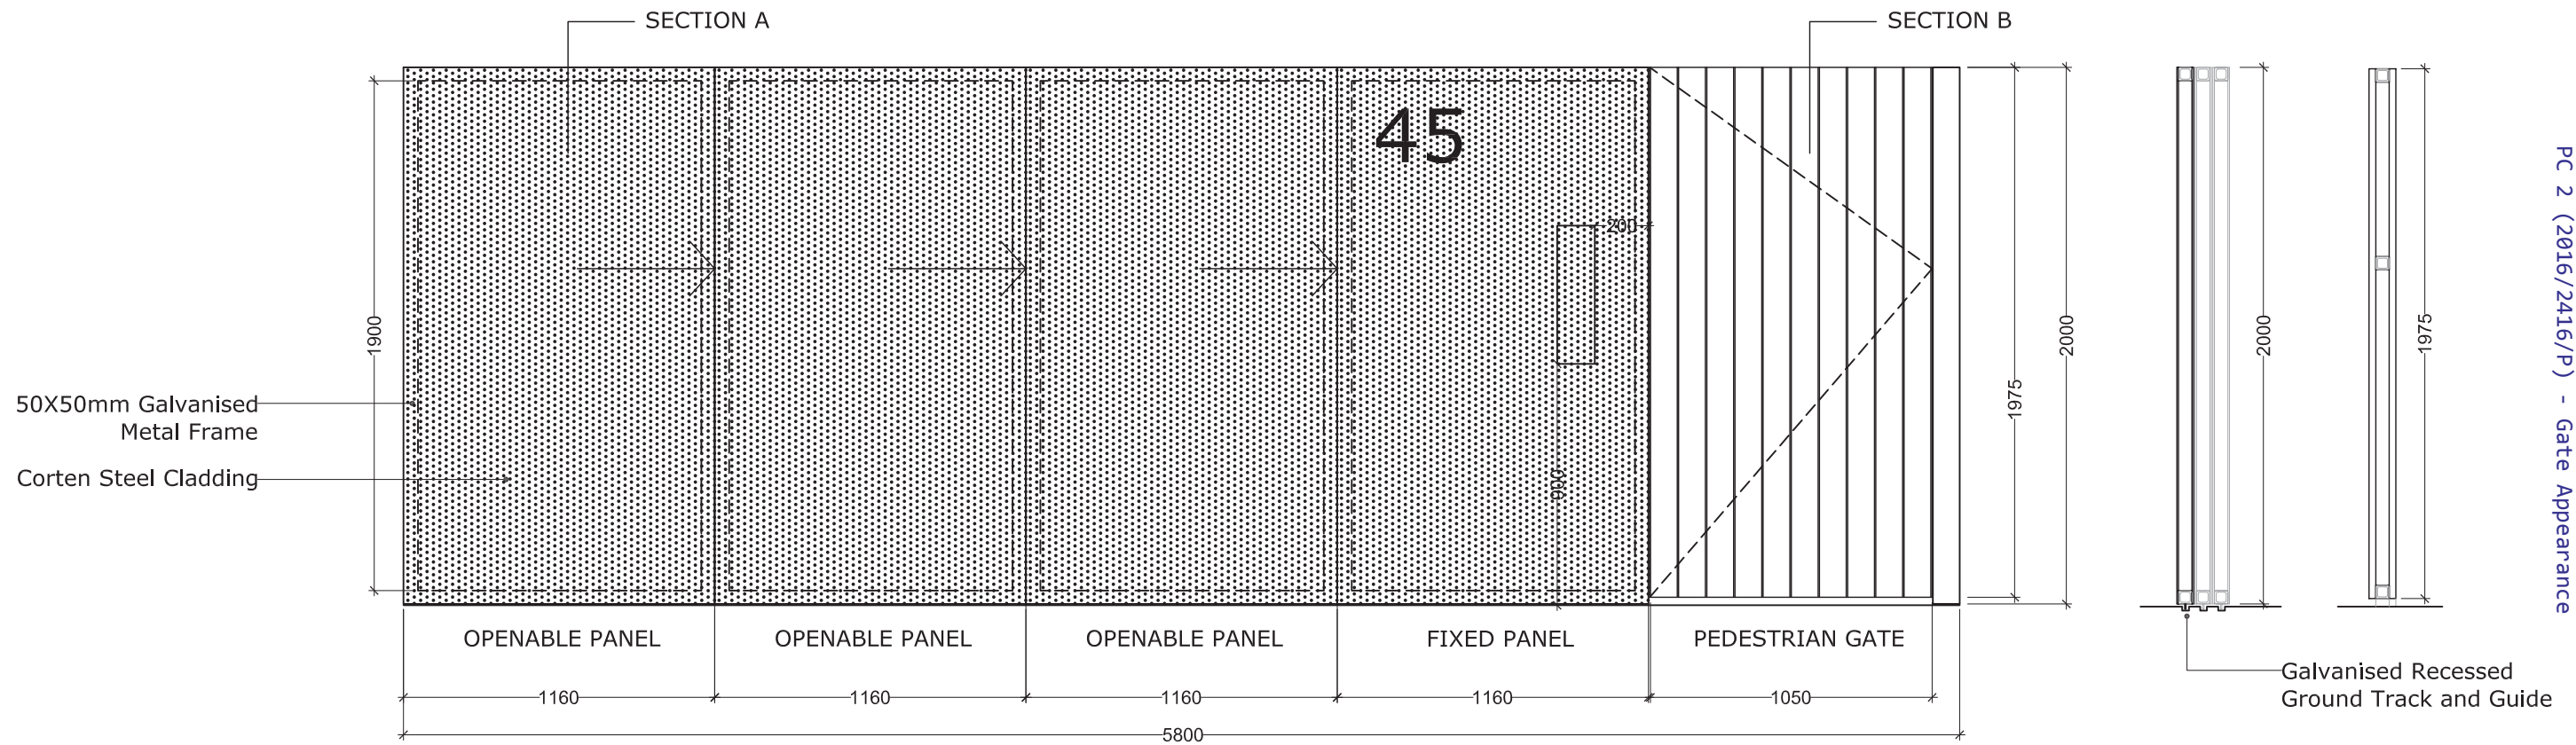 SECTION A
SECTION B
45
200
1900
900
2000
1975
2000
1975
50X50mm Galvanised
Metal Frame
Corten Steel Cladding
OPENABLE PANEL
OPENABLE PANEL
OPENABLE PANEL
FIXED PANEL
PEDESTRIAN GATE
1160
1160
1160
1160
1050
5800
Galvanised Recessed
Ground Track and Guide
PC 2 (2016/2416/P) - Gate Appearance